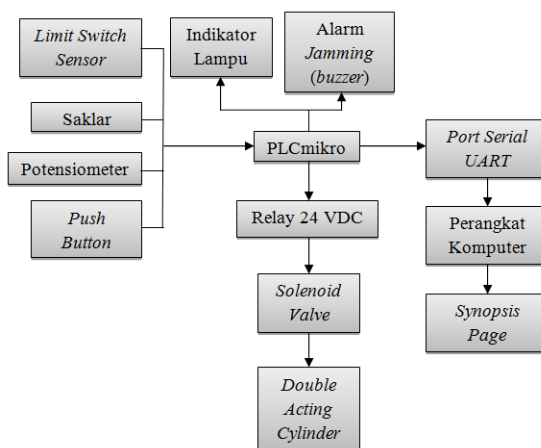 Limit Switch
Sensor
Saklar
Potensiometer
Push
Button
Indikator
Lampu
Alarm
Jamming
(buzzer)
PLCmikro
Relay 24 VDC
Solenoid
Valve
Double
Acting
Cylinder
Port Serial
UART
Perangkat
Komputer
Synopsis
Page